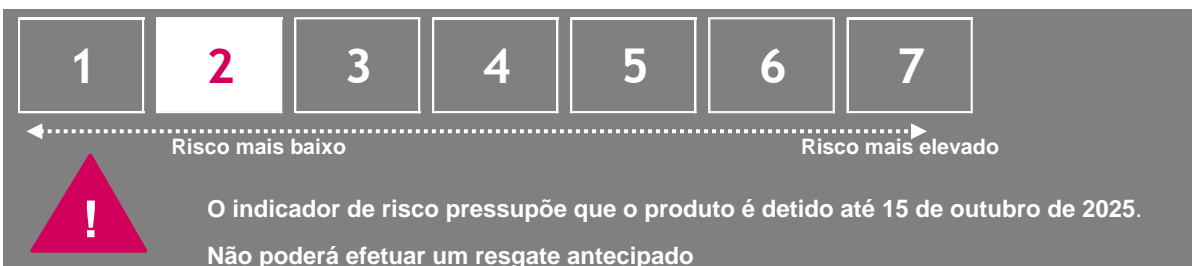 1 2 3 4 5 6 7
Risco mais baixo Risco mais elevado
!
O indicador de risco pressupõe que o produto é detido até 15 de outubro de 2025.
Não poderá efetuar um resgate antecipado